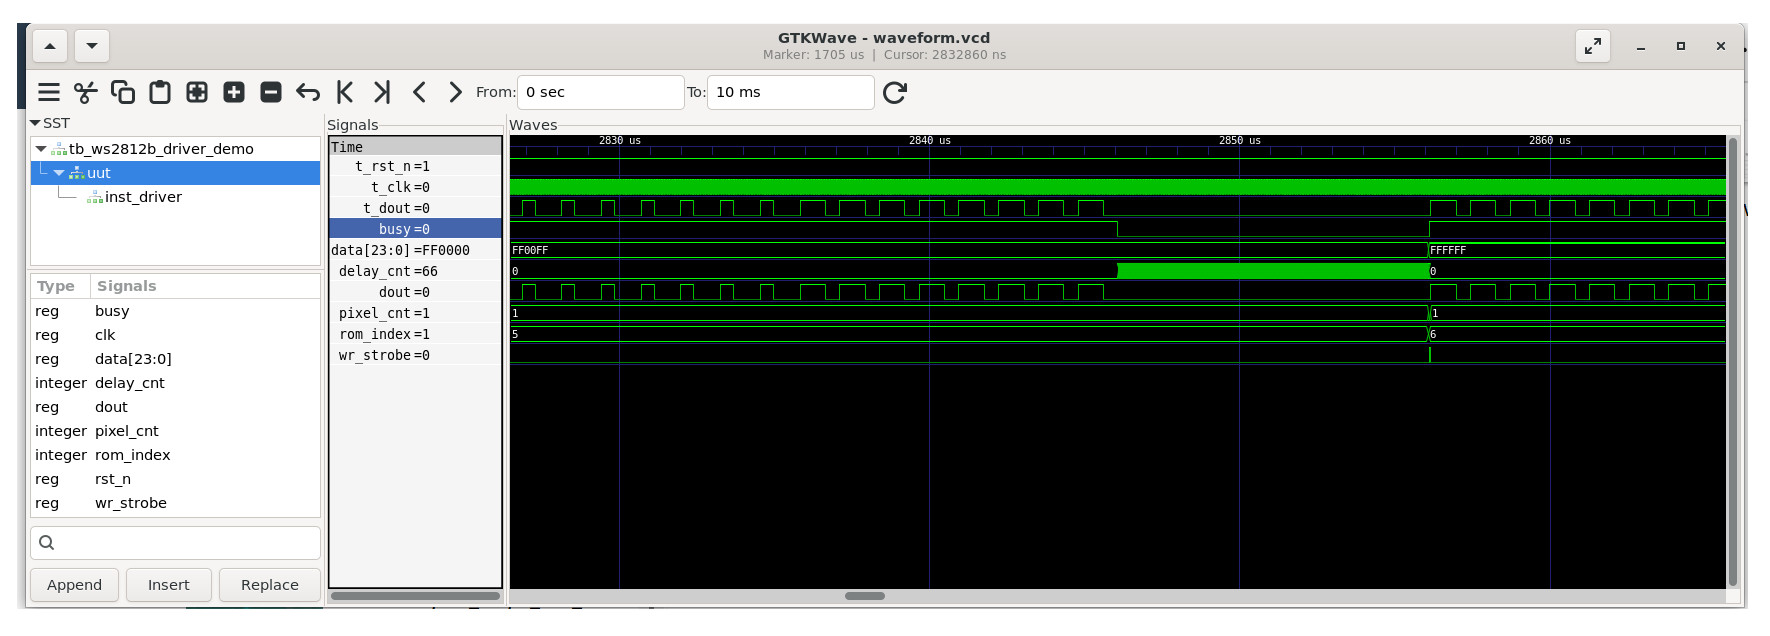 GTKWave - waveform.vcd
Marker: 1705 us | Cursor: 2832860 ns
From: 0 sec To: 10 ms
SST
tb_ws2812b_driver_demo
uut
inst_driver
Type Signals
reg busy
reg clk
reg data[23:0]
integer delay_cnt
reg dout
integer pixel_cnt
integer rom_index
reg rst_n
reg wr_strobe
Append Insert Replace
Signals
Time
t_rst_n=1
t_clk=0
t_dout=0
busy=0
data[23:0]=FF0000
delay_cnt=66
dout=0
pixel_cnt=1
rom_index=1
wr_strobe=0
Waves
2830 us 2840 us 2850 us 2860 us
FF00FF FFFFFF
0 0
1 1
5 6